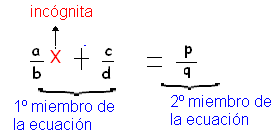 incógnita
a/b X + c/d = p/q
1º miembro de
la ecuación
2º miembro de
la ecuación